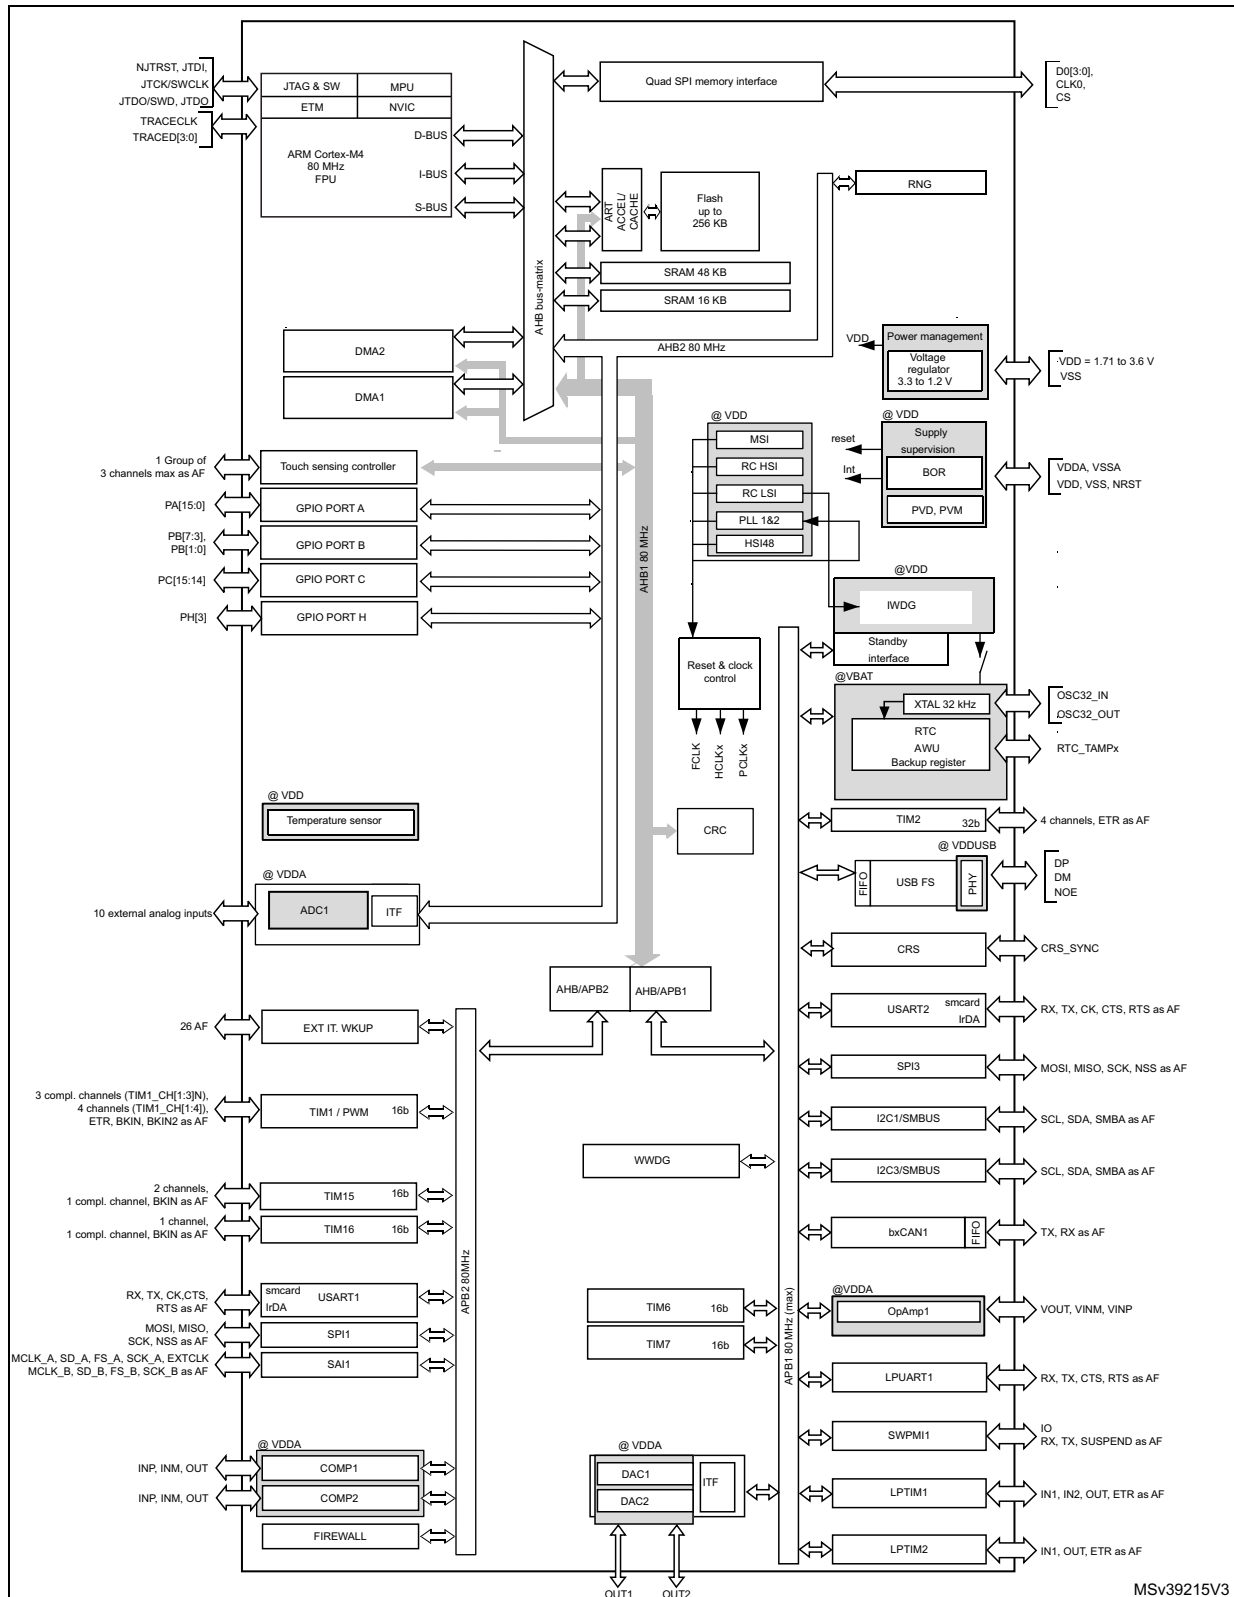 NJTRST, JTDI,
JTCK/SWCLK
JTDO/SWD, JTDO
TRACECLK
TRACED[3:0]
JTAG & SW
MPU
ETM
NVIC
ARM Cortex-M4
80 MHz
FPU
D-BUS
I-BUS
S-BUS
AHB bus-matrix
Quad SPI memory interface
D0[3:0],
CLK0,
CS
ART
ACCEL/
CACHE
Flash
up to
256 KB
RNG
SRAM 48 KB
SRAM 16 KB
AHB2 80 MHz
DMA2
DMA1
VDD
Power management
Voltage
regulator
3.3 to 1.2 V
VDD = 1.71 to 3.6 V
VSS
@ VDD
MSI
RC HSI
RC LSI
PLL 1&2
HSI48
@ VDD
reset
Int
Supply
supervision
BOR
PVD, PVM
VDDA, VSSA
VDD, VSS, NRST
1 Group of
3 channels max as AF
Touch sensing controller
PA[15:0]
GPIO PORT A
PB[7:3],
PB[1:0]
GPIO PORT B
PC[15:14]
GPIO PORT C
PH[3]
GPIO PORT H
AHB1 80 MHz
@VDD
IWDG
Standby
interface
Reset & clock
control
FCLK
HCLKx
PCLKx
@VBAT
XTAL 32 kHz
RTC
AWU
Backup register
OSC32_IN
OSC32_OUT
RTC_TAMPx
@ VDD
Temperature sensor
CRC
TIM2
32b
4 channels, ETR as AF
@ VDDUSB
FIFO
USB FS
PHY
DP
DM
NOE
@ VDDA
10 external analog inputs
ADC1
ITF
CRS
CRS_SYNC
AHB/APB2
AHB/APB1
26 AF
EXT IT. WKUP
USART2
smcard
IrDA
RX, TX, CK, CTS, RTS as AF
SPI3
MOSI, MISO, SCK, NSS as AF
3 compl. channels (TIM1_CH[1:3]N),
4 channels (TIM1_CH[1:4]),
ETR, BKIN, BKIN2 as AF
TIM1 / PWM
16b
I2C1/SMBUS
SCL, SDA, SMBA as AF
WWDG
I2C3/SMBUS
SCL, SDA, SMBA as AF
2 channels,
1 compl. channel, BKIN as AF
TIM15
16b
1 channel,
1 compl. channel, BKIN as AF
TIM16
16b
bxCAN1
FIFO
TX, RX as AF
APB2 80MHz
APB1 80 MHz (max)
RX, TX, CK,CTS,
RTS as AF
smcard
IrDA
USART1
TIM6
16b
@VDDA
OpAmp1
VOUT, VINM, VINP
MOSI, MISO,
SCK, NSS as AF
SPI1
TIM7
16b
MCLK_A, SD_A, FS_A, SCK_A, EXTCLK
MCLK_B, SD_B, FS_B, SCK_B as AF
SAI1
LPUART1
RX, TX, CTS, RTS as AF
SWPMI1
IO
RX, TX, SUSPEND as AF
@ VDDA
INP, INM, OUT
COMP1
INP, INM, OUT
COMP2
FIREWALL
@ VDDA
DAC1
DAC2
ITF
OUT1
OUT2
LPTIM1
IN1, IN2, OUT, ETR as AF
LPTIM2
IN1, OUT, ETR as AF
MSv39215V3